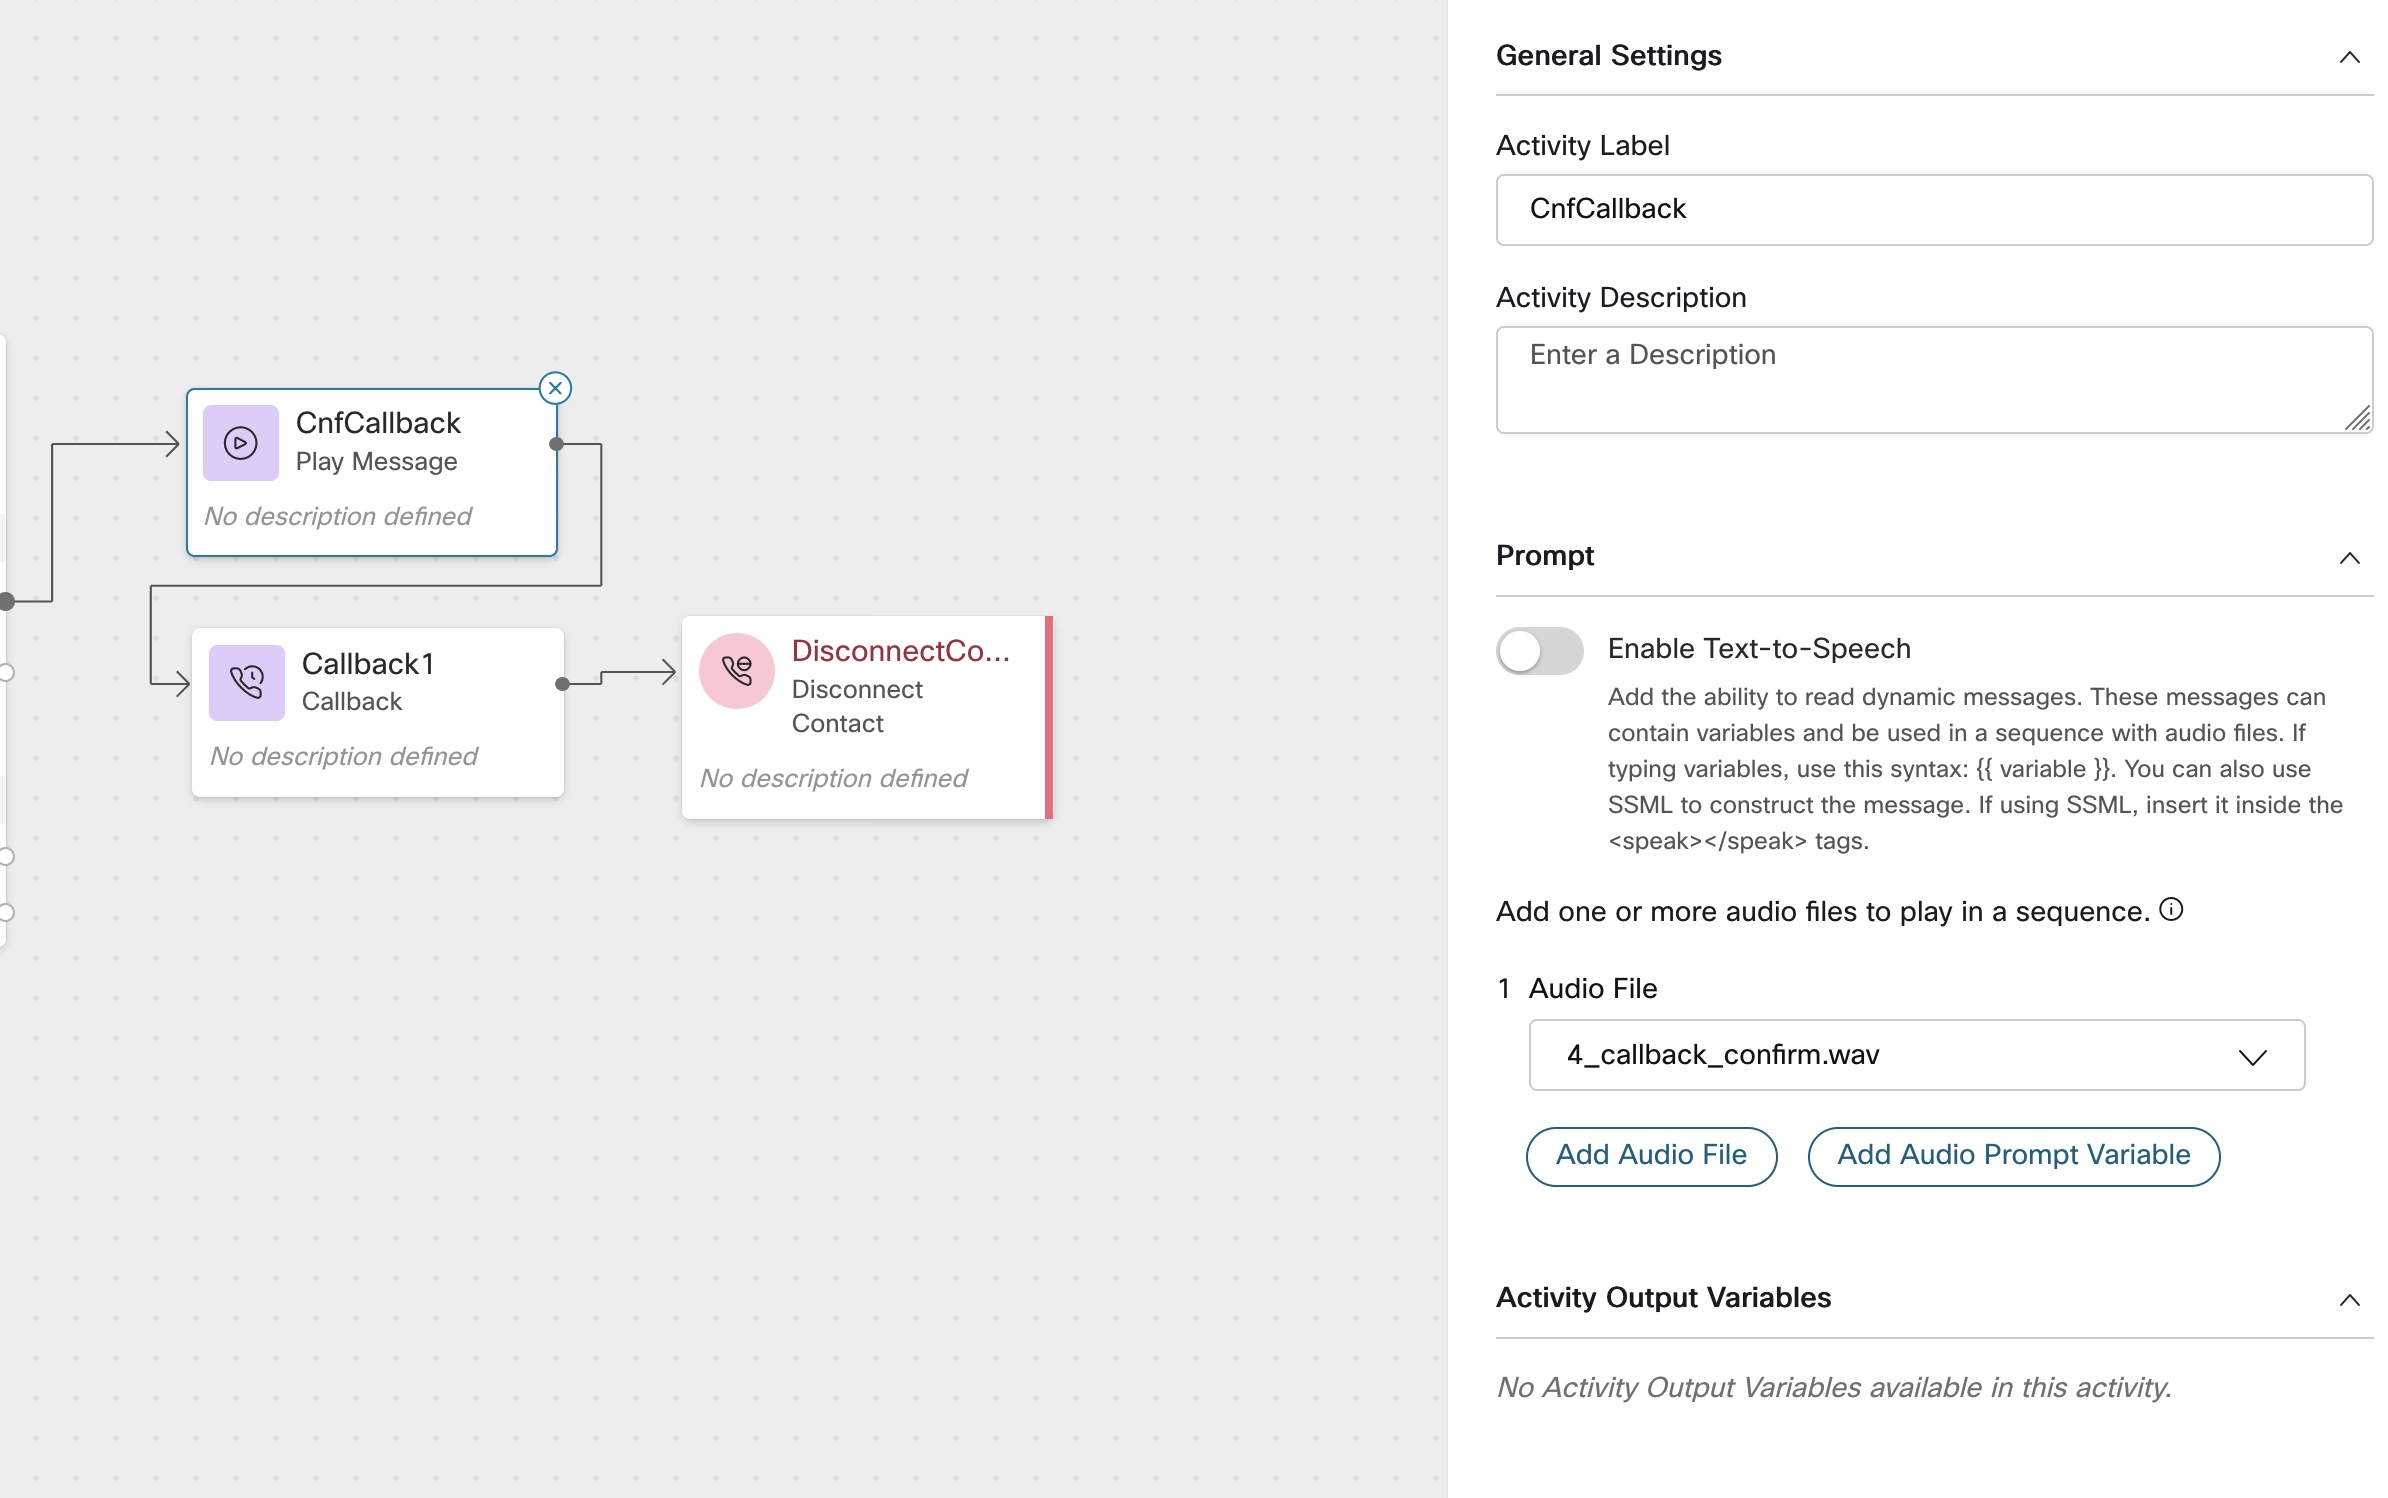 CnfCallback
Play Message
No description defined
Callback1
Callback
No description defined
DisconnectCo...
Disconnect
Contact
No description defined
General Settings
Activity Label
CnfCallback
Activity Description
Enter a Description
Prompt
Enable Text-to-Speech
Add the ability to read dynamic messages. These messages can
contain variables and be used in a sequence with audio files. If
typing variables, use this syntax: {{ variable }}. You can also use
SSML to construct the message. If using SSML, insert it inside the
<speak></speak> tags.
Add one or more audio files to play in a sequence.
1 Audio File
4_callback_confirm.wav
Add Audio File
Add Audio Prompt Variable
Activity Output Variables
No Activity Output Variables available in this activity.